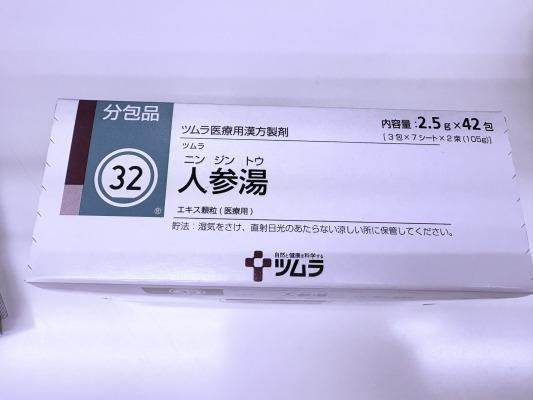 分包品
32
®
ツムラ医療用漢方製剤
内容量:2.5g×42包
[3包×7シート×2束(105g)]
ツムラ
ニンジントウ
人参湯
エキス顆粒(医療用)
貯法:湿気をさけ、直射日光のあたらない涼しい所に保管してください。
自然と健康を科学する
ツムラ